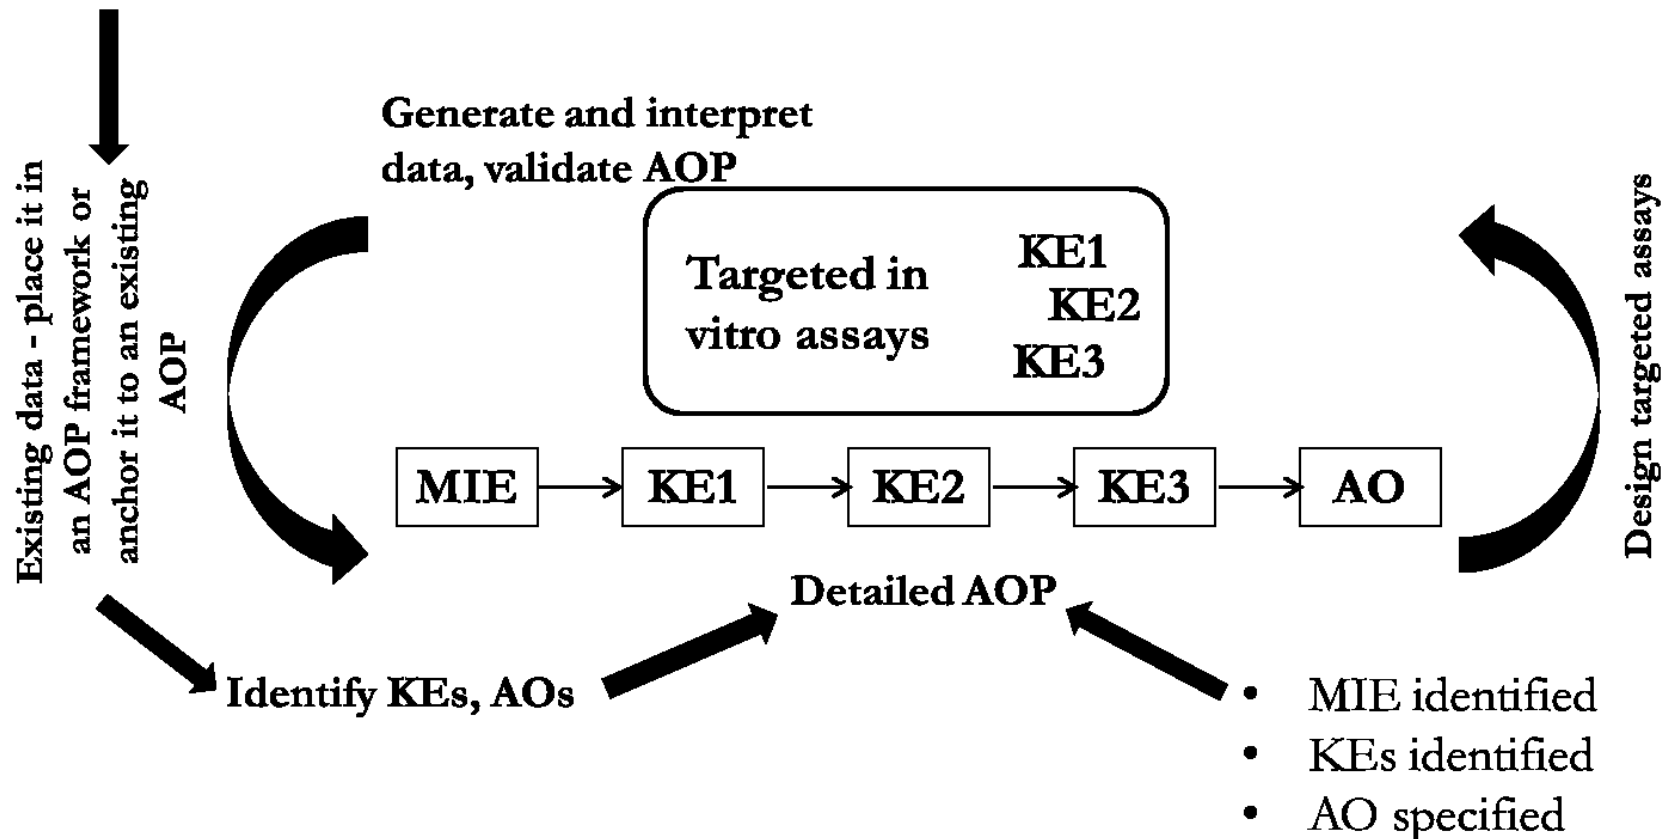 Existing data - place it in
an AOP framework or
anchor it to an existing
AOP
Generate and interpret
data, validate AOP
Targeted in
vitro assays
KE1
KE2
KE3
Design targeted assays
MIE
KE1
KE2
KE3
AO
Detailed AOP
Identify KEs, AOs
• MIE identified
• KEs identified
• AO specified